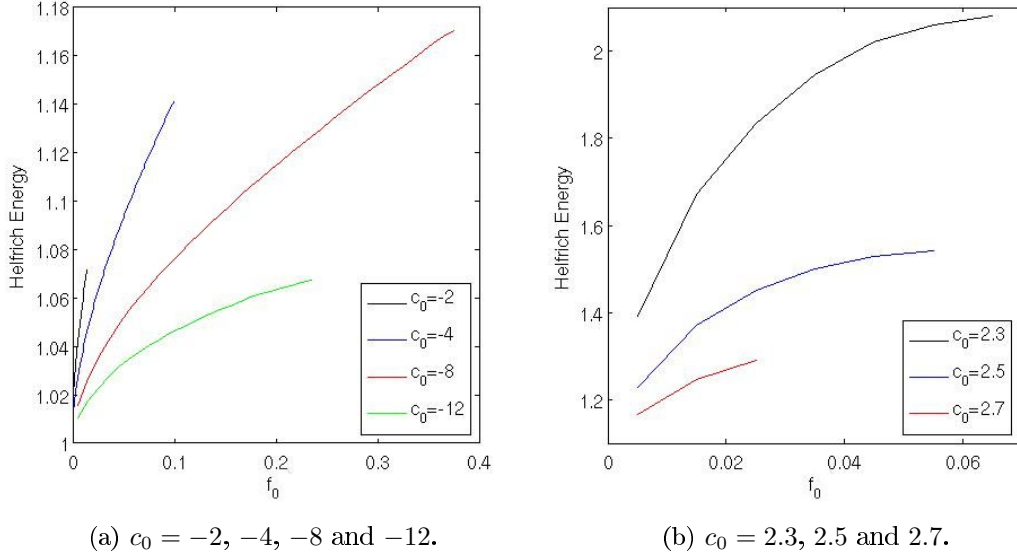 1.18
1.16
1.14
1.12
1.1
1.08
1.06
1.04
1.02
1
0
0.1
0.2
0.3
0.4
Helfrich Energy
f0
c0=-2
c0=-4
c0=-8
c0=-12
(a) c0 = −2, −4, −8 and −12.
2
1.8
1.6
1.4
1.2
0
0.02
0.04
0.06
Helfrich Energy
f0
c0=2.3
c0=2.5
c0=2.7
(b) c0 = 2.3, 2.5 and 2.7.